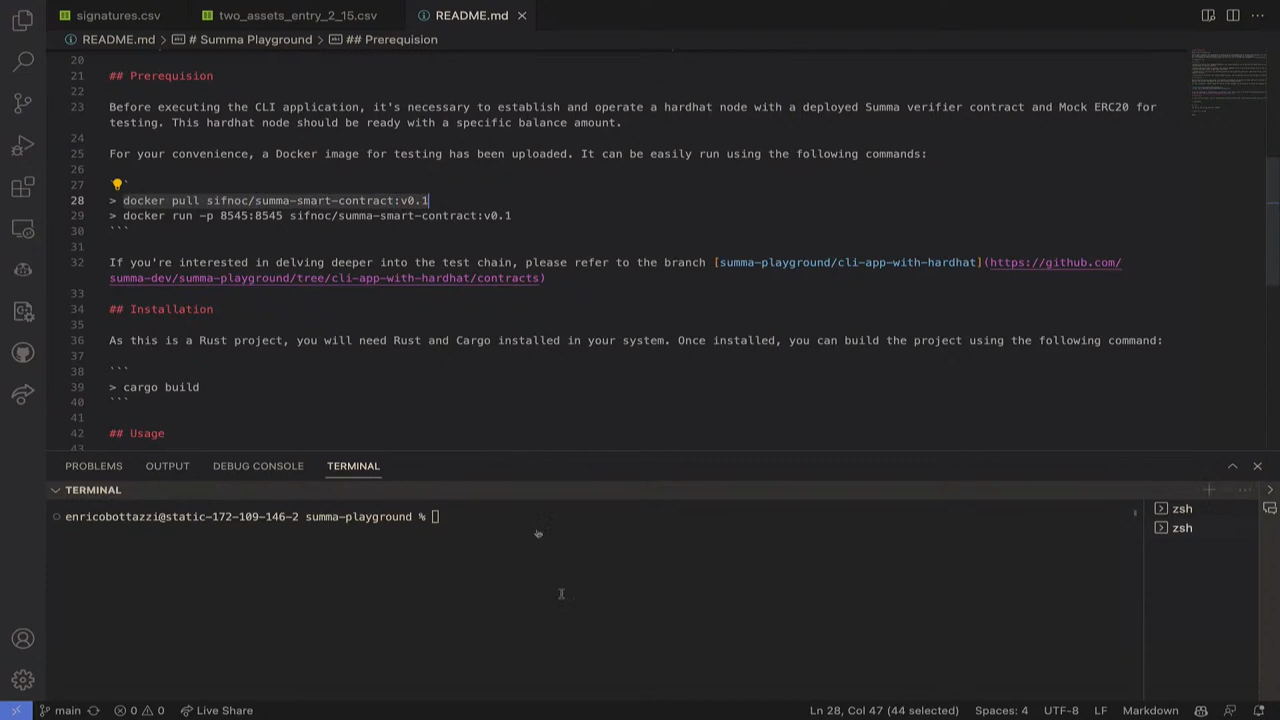 signatures.csv two_assets_entry_2_15.csv README.md
README.md > # Summa Playground > ## Prerequision
20
21 ## Prerequision
22
23 Before executing the CLI application, it's necessary to establish and operate a hardhat node with a deployed Summa verifier contract and Mock ERC20 for
testing. This hardhat node should be ready with a specific balance amount.
24
25 For your convenience, a Docker image for testing has been uploaded. It can be easily run using the following commands:
26
27
28 > docker pull sifnoc/summa-smart-contract:v0.1
29 > docker run -p 8545:8545 sifnoc/summa-smart-contract:v0.1
30 ```
31
32 If you're interested in delving deeper into the test chain, please refer to the branch [summa-playground/cli-app-with-hardhat](https://github.com/
summa-dev/summa-playground/tree/cli-app-with-hardhat/contracts)
33
34 ## Installation
35
36 As this is a Rust project, you will need Rust and Cargo installed in your system. Once installed, you can build the project using the following command:
37
38 ```
39 > cargo build
40 ```
41
42 ## Usage
43
PROBLEMS OUTPUT DEBUG CONSOLE TERMINAL
TERMINAL
enricobottazzi@static-172-109-146-2 summa-playground %
zsh
zsh
main 0 0 Live Share Ln 28, Col 47 (44 selected) Spaces: 4 UTF-8 LF Markdown